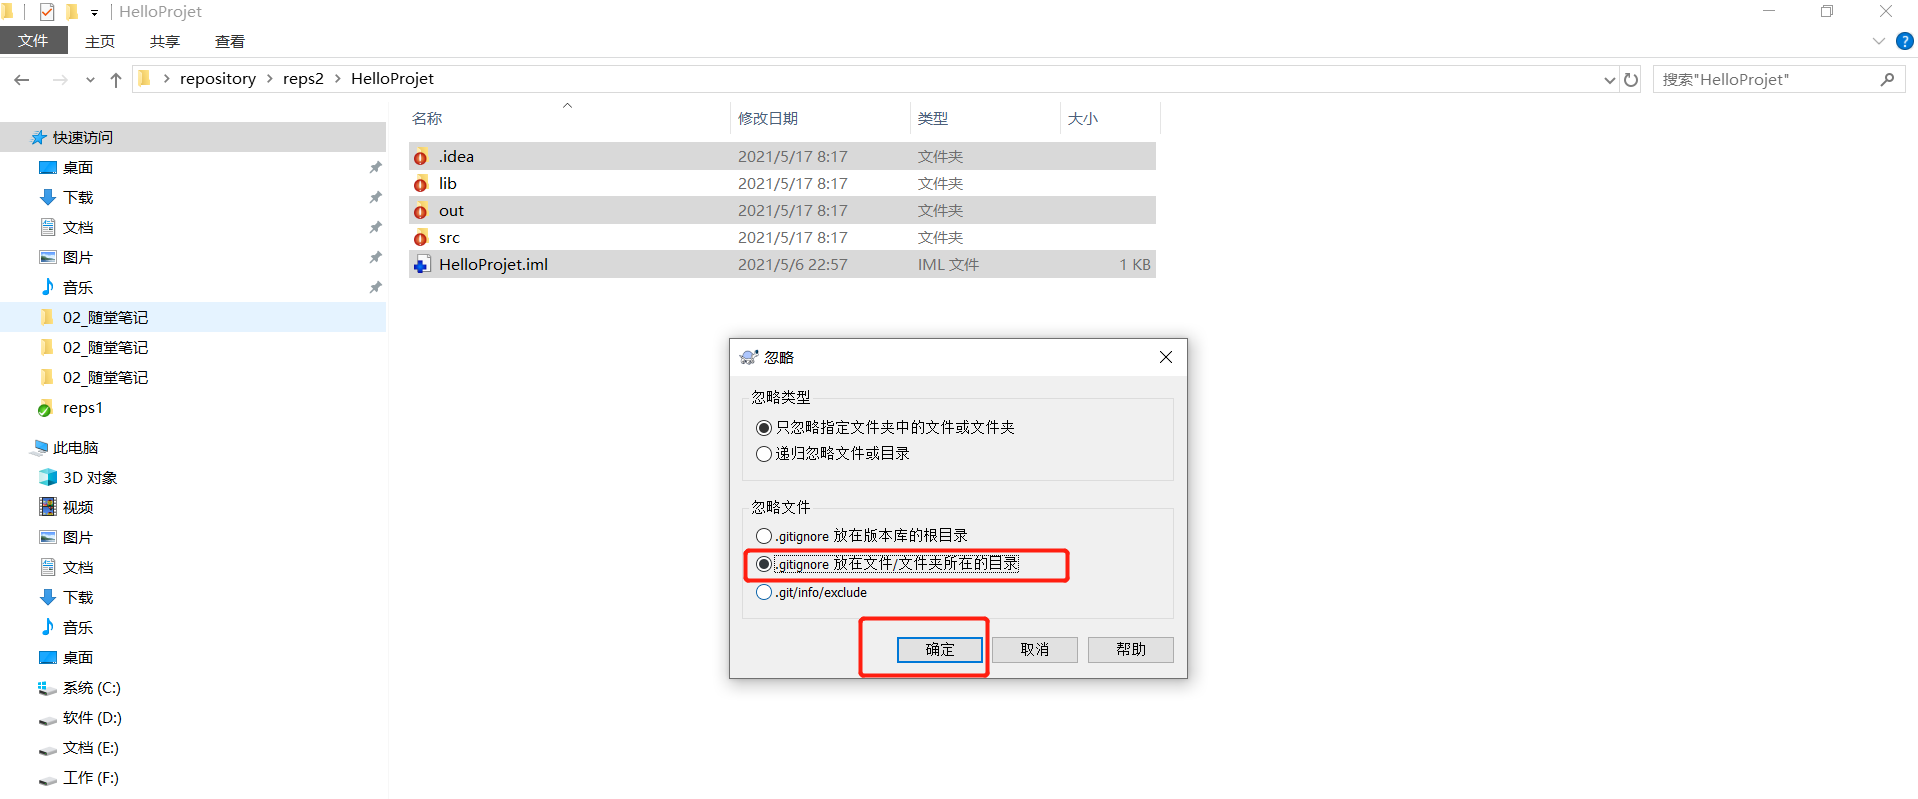 HelloProjet
文件 主页 共享 查看
repository reps2 HelloProjet
搜索"HelloProjet"
名称 修改日期 类型 大小
.idea 2021/5/17 8:17 文件夹
lib 2021/5/17 8:17 文件夹
out 2021/5/17 8:17 文件夹
src 2021/5/17 8:17 文件夹
HelloProjet.iml 2021/5/6 22:57 IML 文件 1 KB
快速访问
桌面
下载
文档
图片
音乐
02_随堂笔记
02_随堂笔记
02_随堂笔记
reps1
此电脑
3D 对象
视频
图片
文档
下载
音乐
桌面
系统 (C:)
软件 (D:)
文档 (E:)
工作 (F:)
忽略
忽略类型
只忽略指定文件夹中的文件或文件夹
递归忽略文件或目录
忽略文件
.gitignore 放在版本库的根目录
.gitignore 放在文件/文件夹所在的目录
.git/info/exclude
确定 取消 帮助